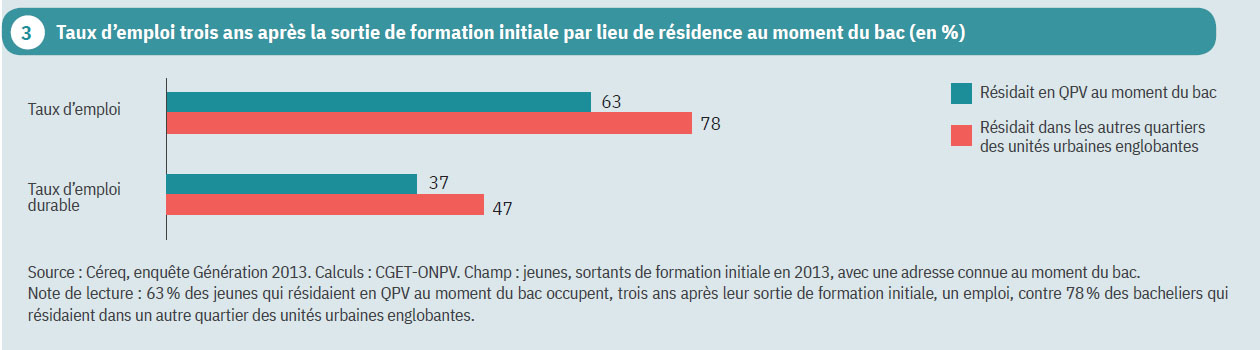 3 Taux d’emploi trois ans après la sortie de formation initiale par lieu de résidence au moment du bac (en %)
Taux d’emploi
63
78
Taux d’emploi
durable
37
47
Résidait en QPV au moment du bac
Résidait dans les autres quartiers
des unités urbaines englobantes
Source : Céreq, enquête Génération 2013. Calculs : CGET-ONPV. Champ : jeunes, sortants de formation initiale en 2013, avec une adresse connue au moment du bac.
Note de lecture : 63 % des jeunes qui résidaient en QPV au moment du bac occupent, trois ans après leur sortie de formation initiale, un emploi, contre 78 % des bacheliers qui
résidaient dans un autre quartier des unités urbaines englobantes.